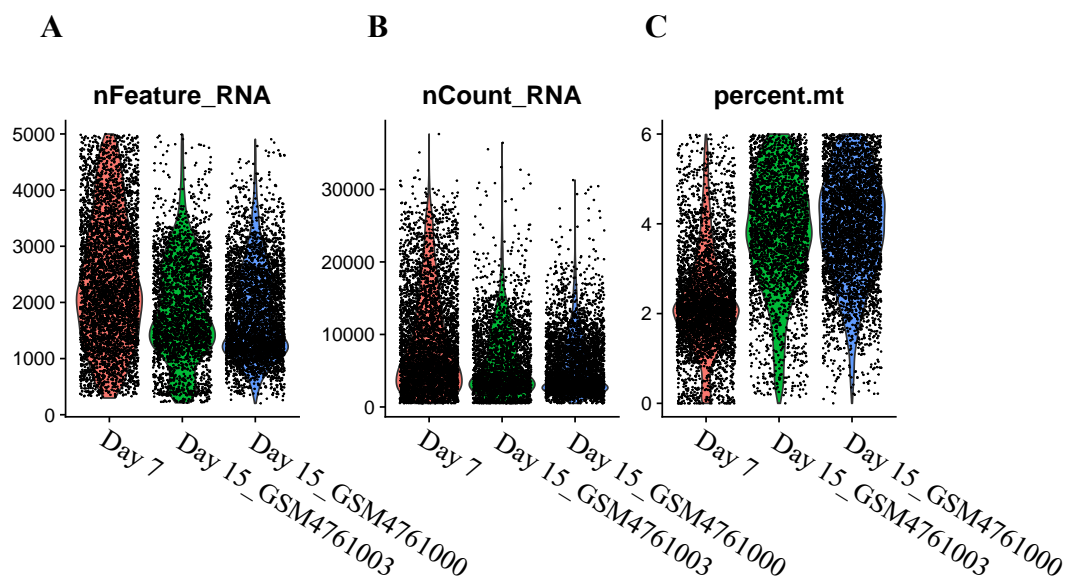 A
B
C
nFeature_RNA
nCount_RNA
percent.mt
5000
4000
3000
2000
1000
0
30000
20000
10000
0
6
4
2
0
Day 7
Day 15_GSM4761003
Day 15_GSM4761000
Day 7
Day 15_GSM4761003
Day 15_GSM4761000
Day 7
Day 15_GSM4761003
Day 15_GSM4761000